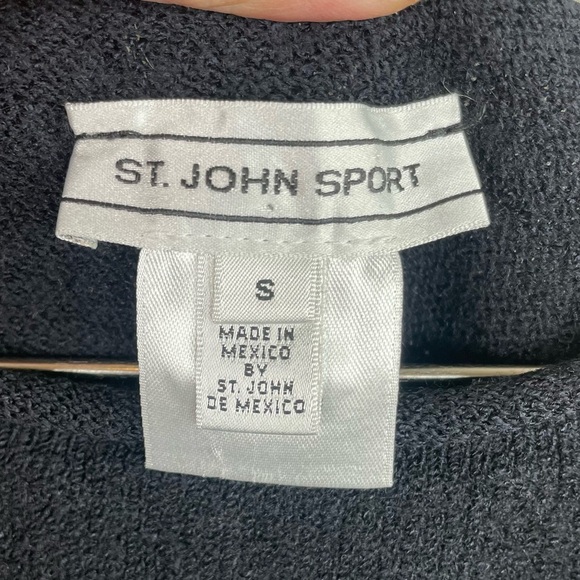 ST. JOHN SPORT
S
MADE IN
MEXICO
BY
ST. JOHN
DE MEXICO